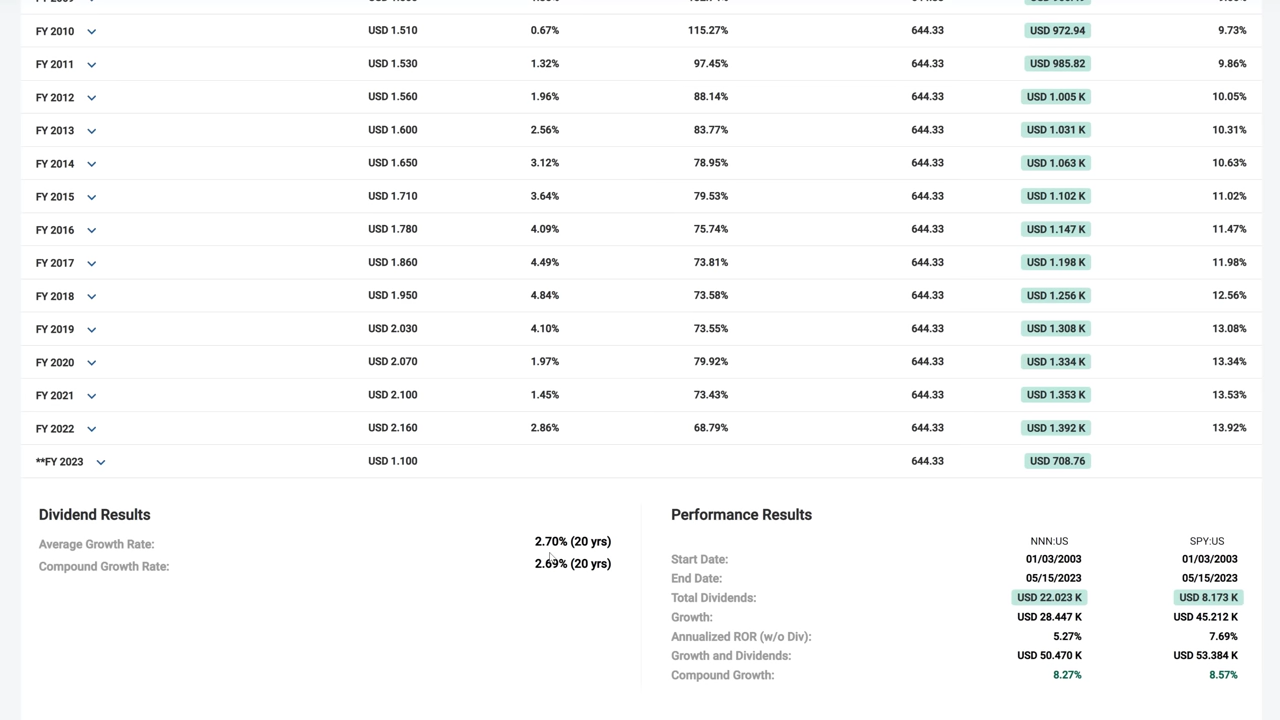 FY 2010 USD 1.510 0.67% 115.27% 644.33 USD 972.94 9.73%
FY 2011 USD 1.530 1.32% 97.45% 644.33 USD 985.82 9.86%
FY 2012 USD 1.560 1.96% 88.14% 644.33 USD 1.005 K 10.05%
FY 2013 USD 1.600 2.56% 83.77% 644.33 USD 1.031 K 10.31%
FY 2014 USD 1.650 3.12% 78.95% 644.33 USD 1.063 K 10.63%
FY 2015 USD 1.710 3.64% 79.53% 644.33 USD 1.102 K 11.02%
FY 2016 USD 1.780 4.09% 75.74% 644.33 USD 1.147 K 11.47%
FY 2017 USD 1.860 4.49% 73.81% 644.33 USD 1.198 K 11.98%
FY 2018 USD 1.950 4.84% 73.58% 644.33 USD 1.256 K 12.56%
FY 2019 USD 2.030 4.10% 73.55% 644.33 USD 1.308 K 13.08%
FY 2020 USD 2.070 1.97% 79.92% 644.33 USD 1.334 K 13.34%
FY 2021 USD 2.100 1.45% 73.43% 644.33 USD 1.353 K 13.53%
FY 2022 USD 2.160 2.86% 68.79% 644.33 USD 1.392 K 13.92%
**FY 2023 USD 1.100 644.33 USD 708.76
Dividend Results
Average Growth Rate: 2.70% (20 yrs)
Compound Growth Rate: 2.69% (20 yrs)
Performance Results
NNN:US SPY:US
Start Date: 01/03/2003 01/03/2003
End Date: 05/15/2023 05/15/2023
Total Dividends: USD 22.023 K USD 8.173 K
Growth: USD 28.447 K USD 45.212 K
Annualized ROR (w/o Div): 5.27% 7.69%
Growth and Dividends: USD 50.470 K USD 53.384 K
Compound Growth: 8.27% 8.57%